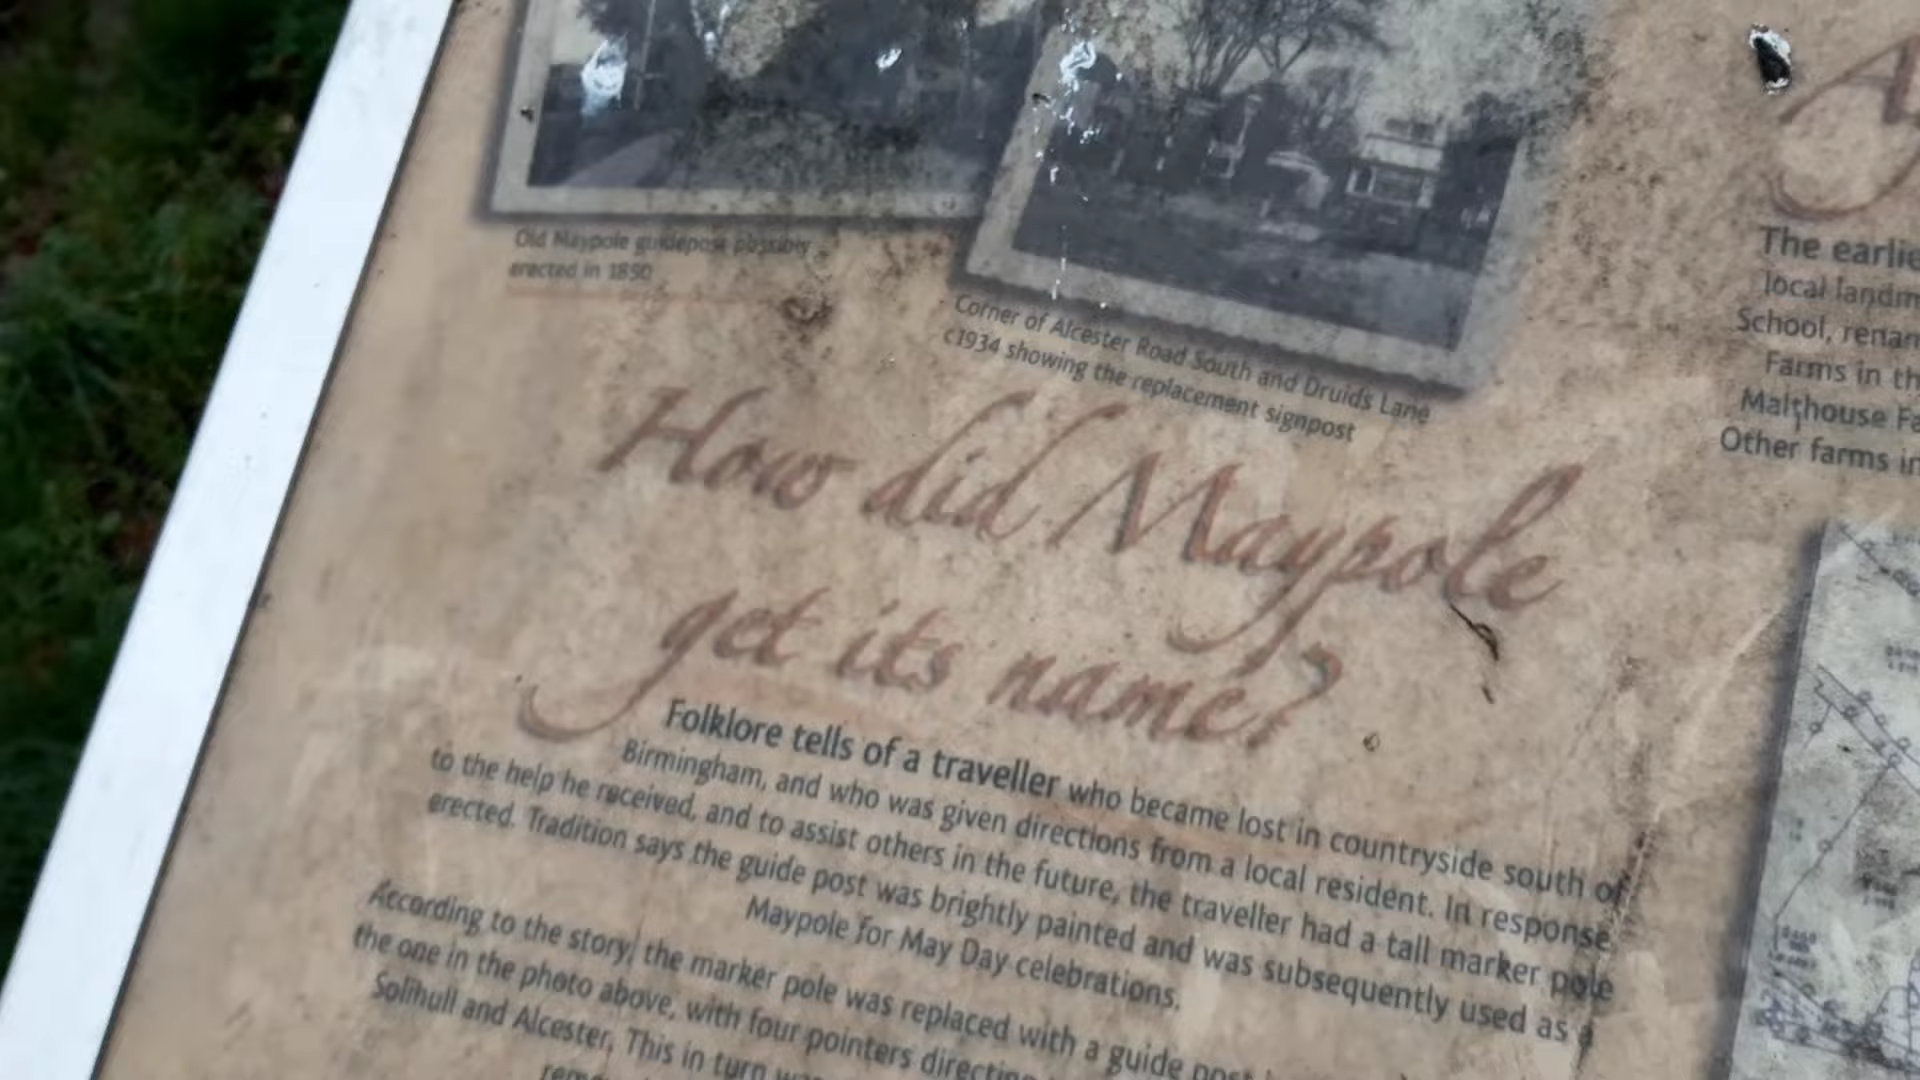 Old Maypole guidepost possibly
erected in 1850
Corner of Alcester Road South and Druids Lane
c1934 showing the replacement signpost
How did Maypole
get its name?
Folklore tells of a traveller who became lost in countryside south of
Birmingham, and who was given directions from a local resident. In response
to the help he received, and to assist others in the future, the traveller had a tall marker pole
erected. Tradition says the guide post was brightly painted and was subsequently used as a
Maypole for May Day celebrations.
According to the story, the marker pole was replaced with a guide post
the one in the photo above, with four pointers directing
Solihull and Alcester. This in turn
The earlie
local landm
School, renam
Farms in th
Malthouse Fa
Other farms in